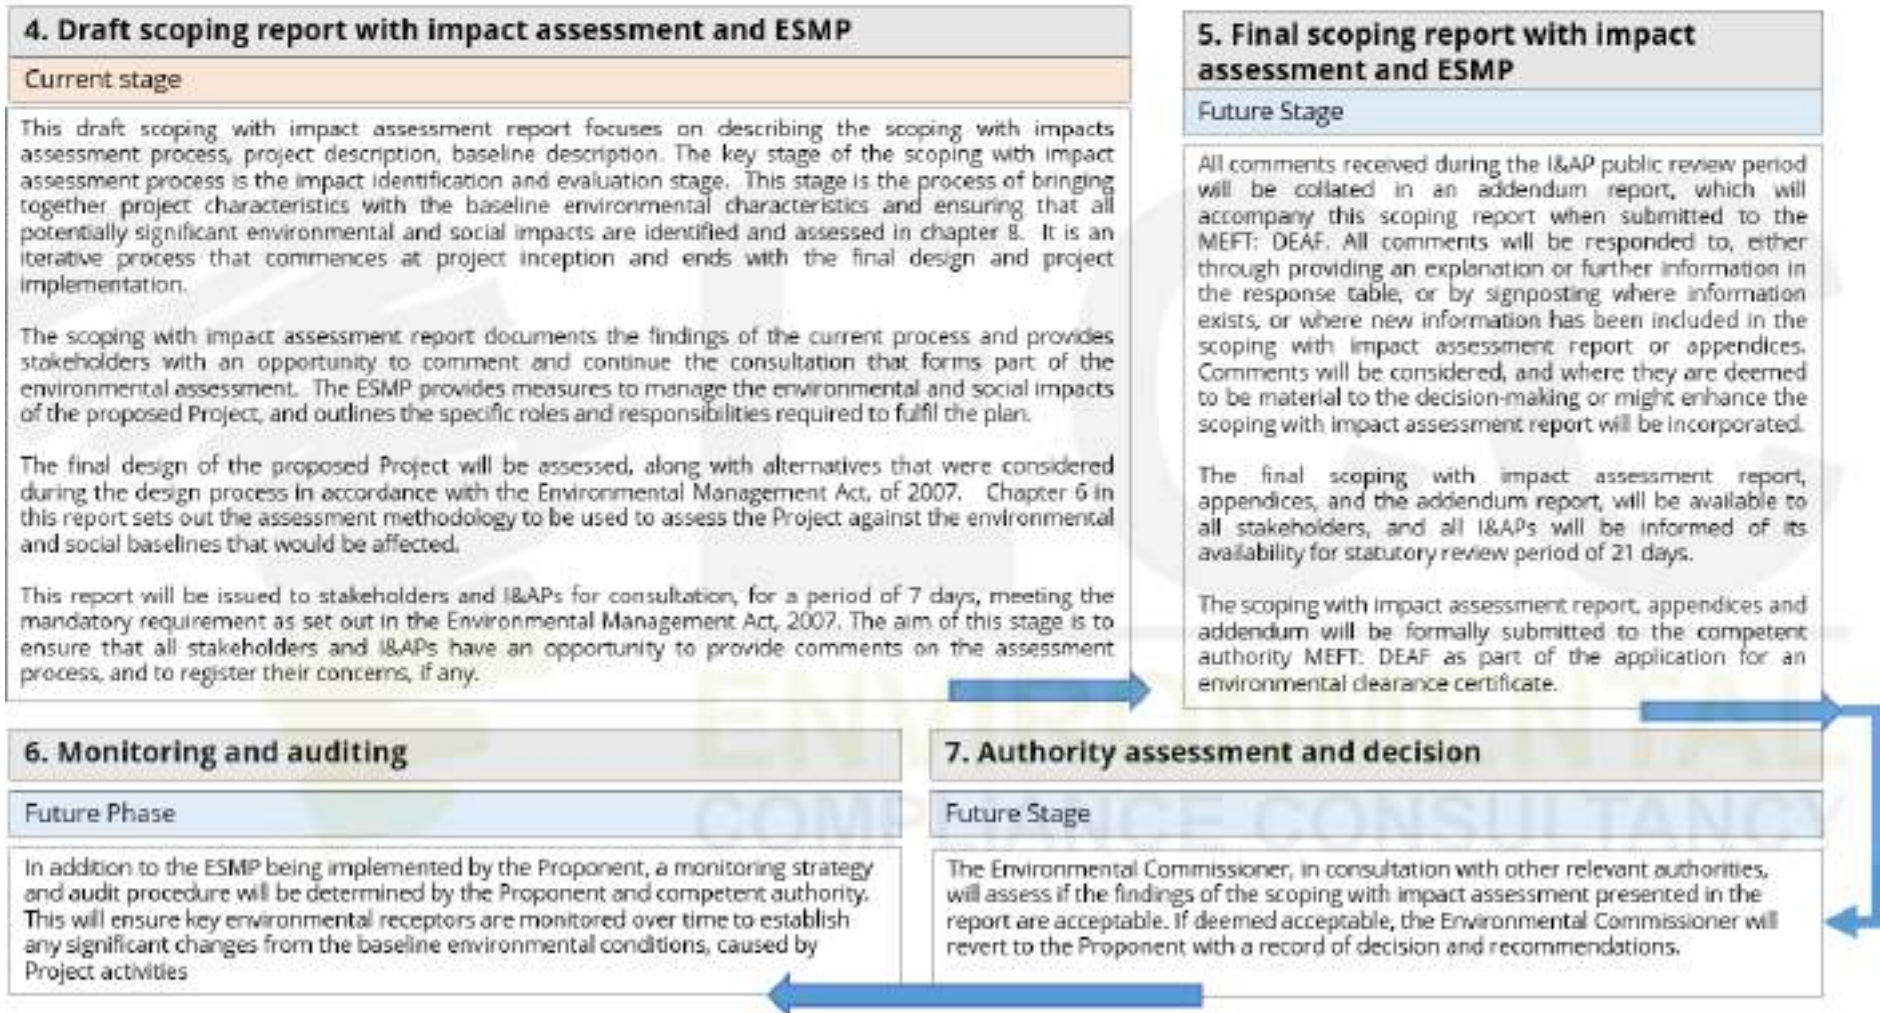 4. Draft scoping report with impact assessment and ESMP
Current stage
This draft scoping with impact assessment report focuses on describing the scoping with impacts
assessment process, project description, baseline description. The key stage of the scoping with impact
assessment process is the impact identification and evaluation stage. This stage is the process of bringing
together project characteristics with the baseline environmental characteristics and ensuring that all
potentially significant environmental and social impacts are identified and assessed in chapter 8. It is an
iterative process that commences at project inception and ends with the final design and project
implementation.
The scoping with impact assessment report documents the findings of the current process and provides
stakeholders with an opportunity to comment and continue the consultation that forms part of the
environmental assessment. The ESMP provides measures to manage the environmental and social impacts
of the proposed Project, and outlines the specific roles and responsibilities required to fulfil the plan.
The final design of the proposed Project will be assessed, along with alternatives that were considered
during the design process in accordance with the Environmental Management Act, of 2007. Chapter 6 in
this report sets out the assessment methodology to be used to assess the Project against the environmental
and social baselines that would be affected.
This report will be issued to stakeholders and I&APs for consultation, for a period of 7 days, meeting the
mandatory requirement as set out in the Environmental Management Act, 2007. The aim of this stage is to
ensure that all stakeholders and I&APs have an opportunity to provide comments on the assessment
process, and to register their concerns, if any.
5. Final scoping report with impact
assessment and ESMP
Future Stage
All comments received during the I&AP public review period
will be collated in an addendum report, which will
accompany this scoping report when submitted to the
MEFT: DEAF. All comments will be responded to, either
through providing an explanation or further information in
the response table, or by signposting where information
exists, or where new information has been included in the
scoping with impact assessment report or appendices.
Comments will be considered, and where they are deemed
to be material to the decision-making or might enhance the
scoping with impact assessment report will be incorporated.
The final scoping with impact assessment report,
appendices, and the addendum report, will be available to
all stakeholders, and all I&APs will be informed of its
availability for statutory review period of 21 days.
The scoping with impact assessment report, appendices and
addendum will be formally submitted to the competent
authority MEFT: DEAF as part of the application for an
environmental clearance certificate.
6. Monitoring and auditing
Future Phase
In addition to the ESMP being implemented by the Proponent, a monitoring strategy
and audit procedure will be determined by the Proponent and competent authority.
This will ensure key environmental receptors are monitored over time to establish
any significant changes from the baseline environmental conditions, caused by
Project activities
7. Authority assessment and decision
Future Stage
The Environmental Commissioner, in consultation with other relevant authorities,
will assess if the findings of the scoping with impact assessment presented in the
report are acceptable. If deemed acceptable, the Environmental Commissioner will
revert to the Proponent with a record of decision and recommendations.
ENVIRONMENTAL
COMPLIANCE CONSULTANCY